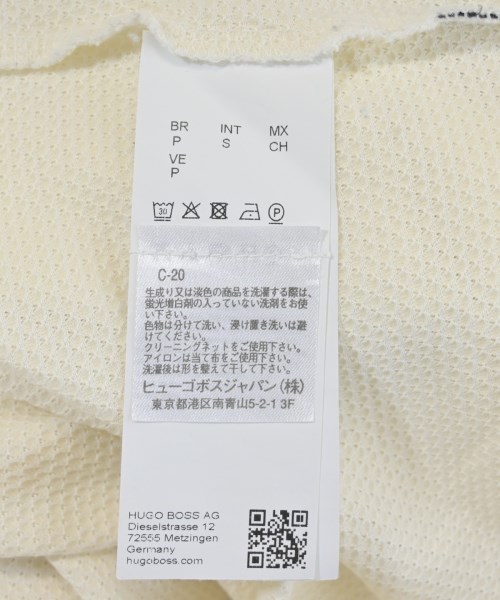 BR INT MX
P S CH
VE
P
30 P
C-20
生成り又は淡色の商品を洗濯する際は、
蛍光増白剤の入っていない洗剤をお使
い下さい。
色物は分けて洗い、浸け置き洗いは避
けてください。
クリーニングネットをご使用下さい。
アイロンは当て布をご使用下さい。
洗濯後は形を整えて干して下さい。
ヒューゴボスジャパン(株)
東京都港区南青山5-2-1 3F
HUGO BOSS AG
Dieselstrasse 12
72555 Metzingen
Germany
hugoboss.com